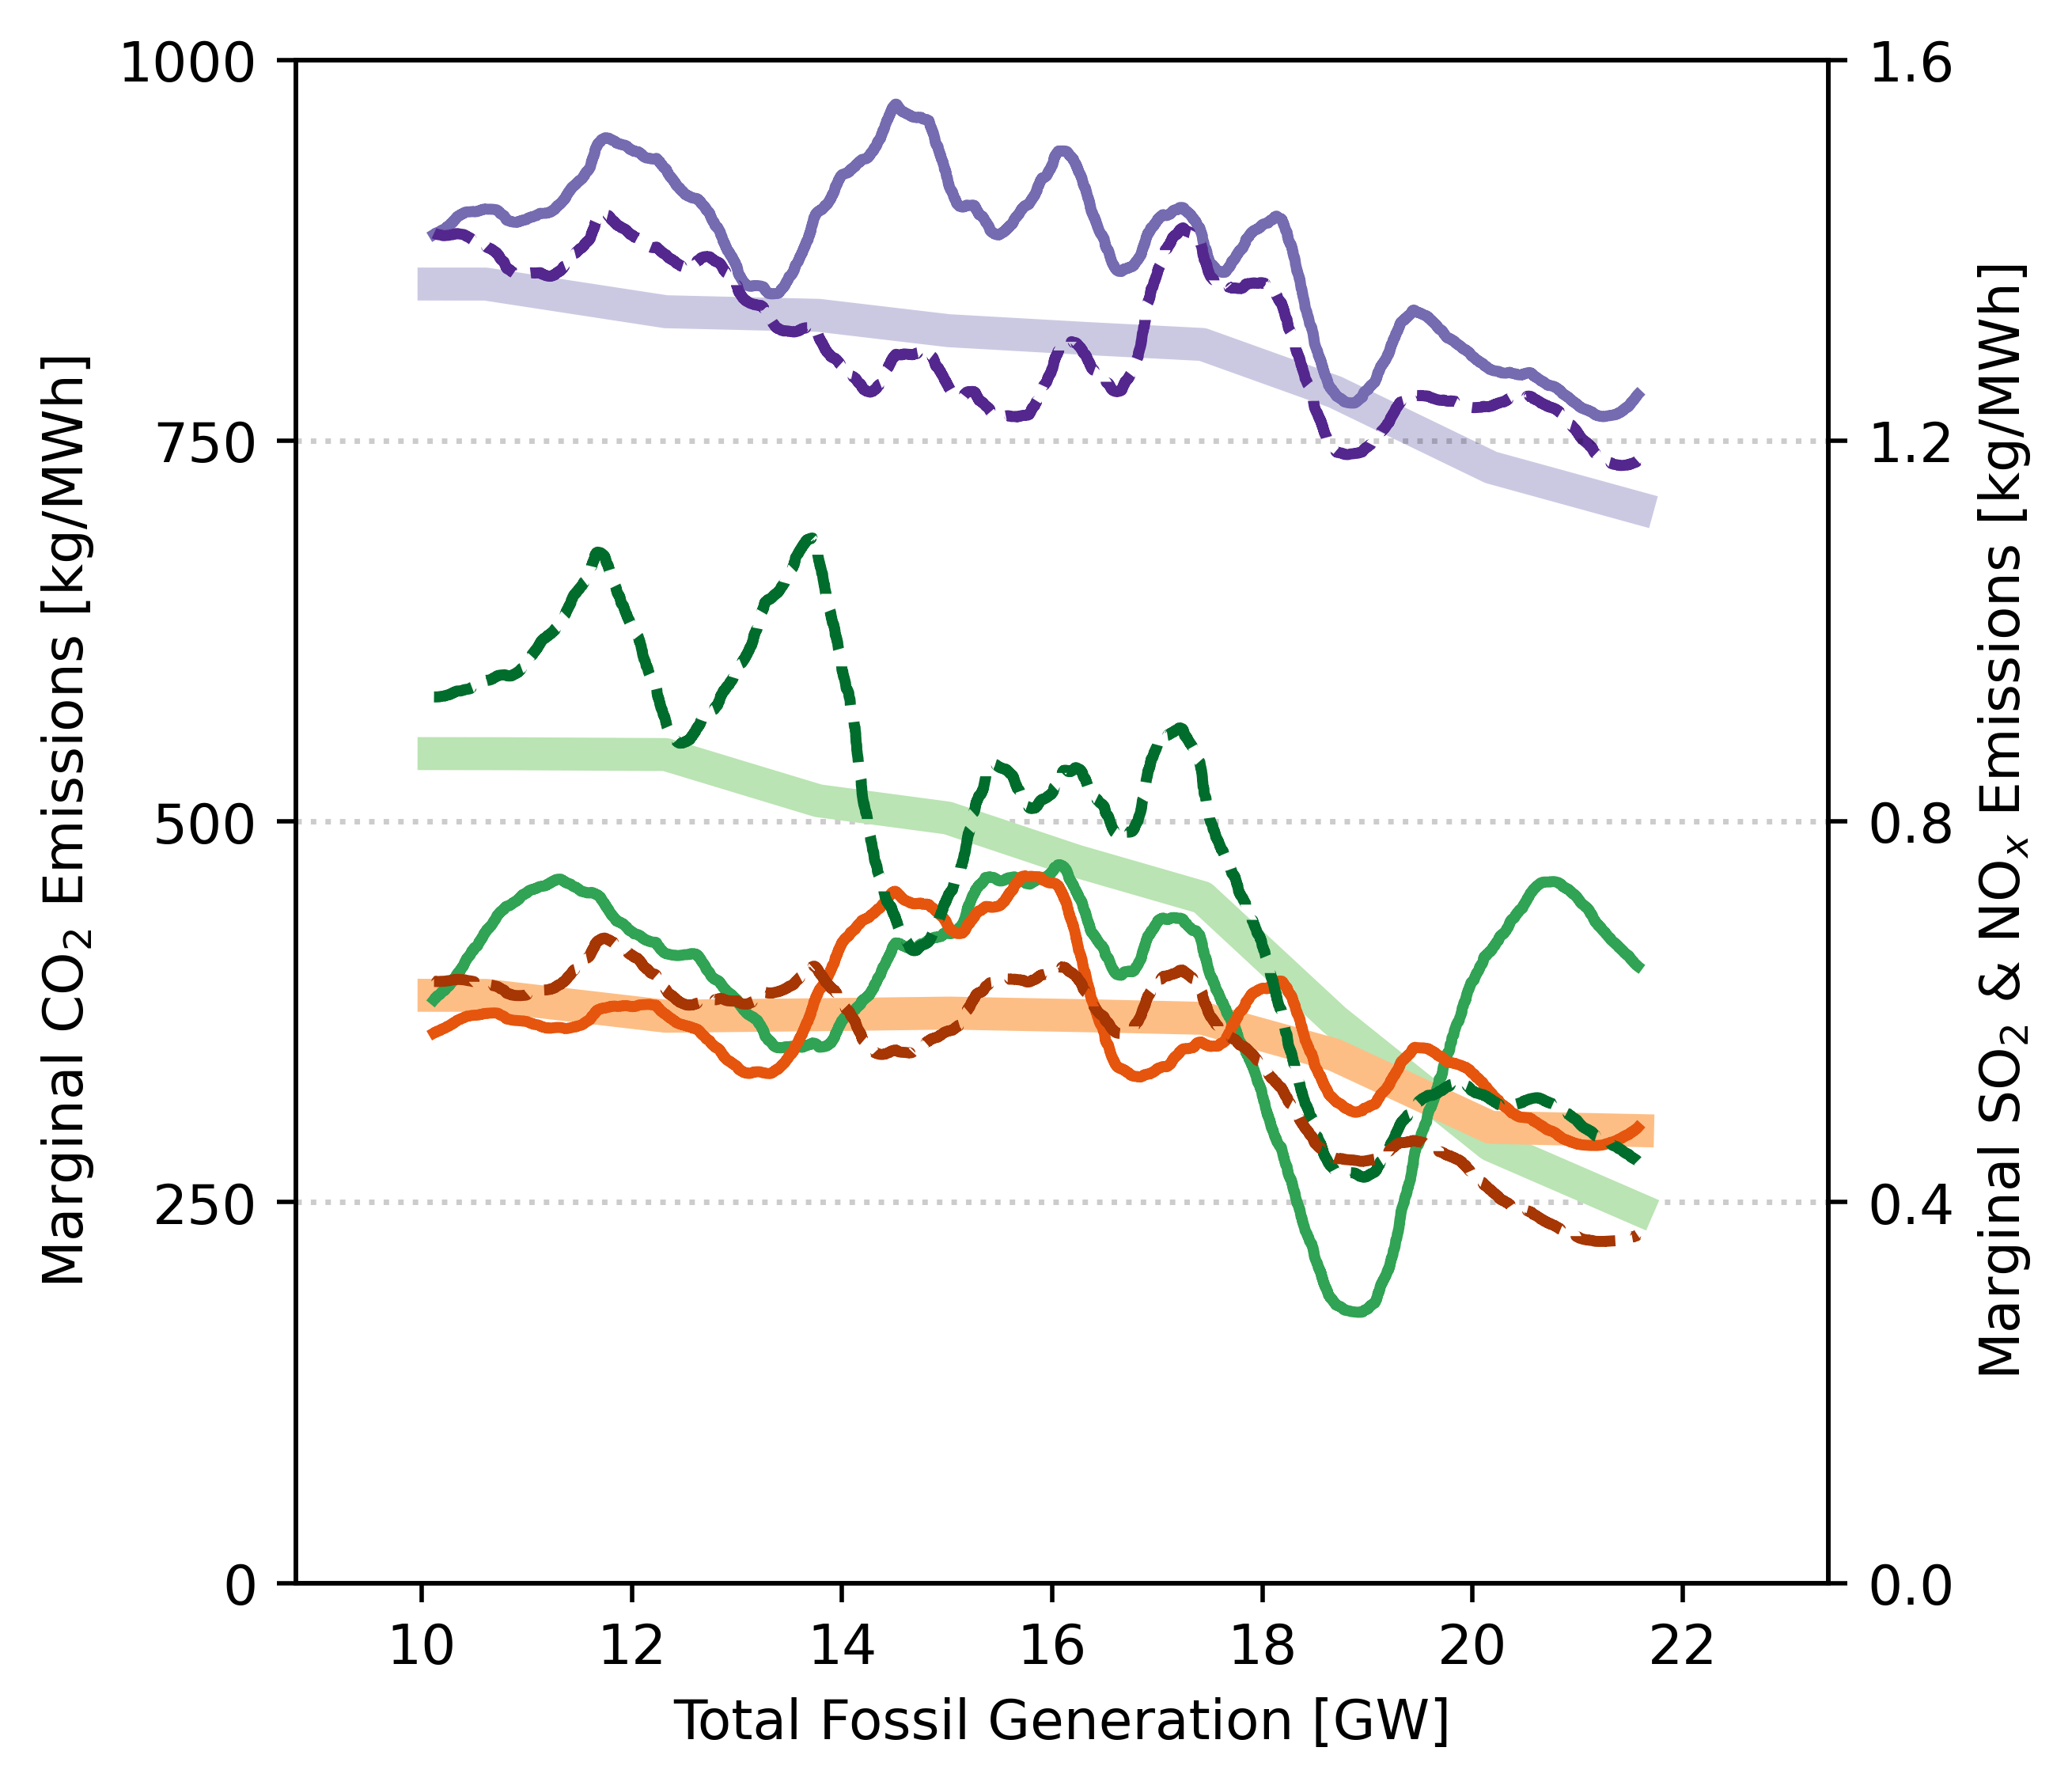 1000
750
500
250
0
Marginal CO₂ Emissions [kg/MWh]
1.6
1.2
0.8
0.4
0.0
Marginal SO₂ & NOₓ Emissions [kg/MWh]
10 12 14 16 18 20 22
Total Fossil Generation [GW]